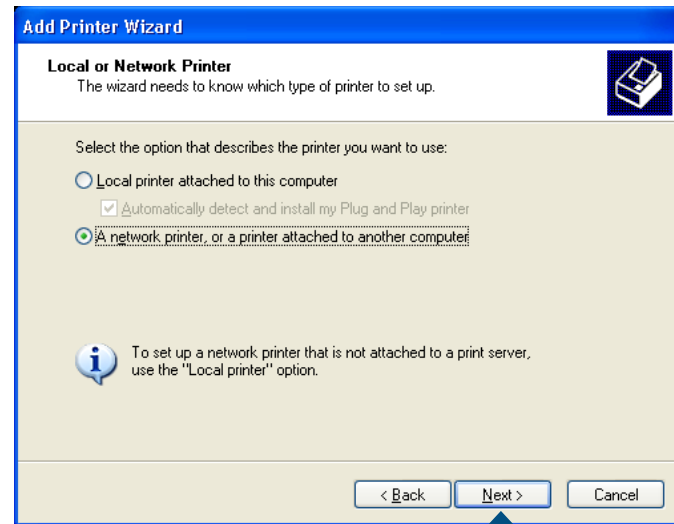 Add Printer Wizard
Local or Network Printer
The wizard needs to know which type of printer to set up.
Select the option that describes the printer you want to use:
Local printer attached to this computer
Automatically detect and install my Plug and Play printer
A network printer, or a printer attached to another computer
To set up a network printer that is not attached to a print server,
use the "Local printer" option.
< Back Next > Cancel